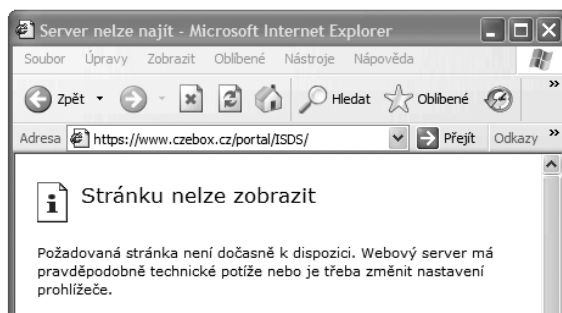 Server nelze najít - Microsoft Internet Explorer
Soubor Úpravy Zobrazit Oblíbené Nástroje Nápověda
Zpět Hledat Oblíbené »
Adresa https://www.czebox.cz/portal/ISDS/ Přejít Odkazy »
Stránku nelze zobrazit
Požadovaná stránka není dočasně k dispozici. Webový server má
pravděpodobně technické potíže nebo je třeba změnit nastavení
prohlížeče.